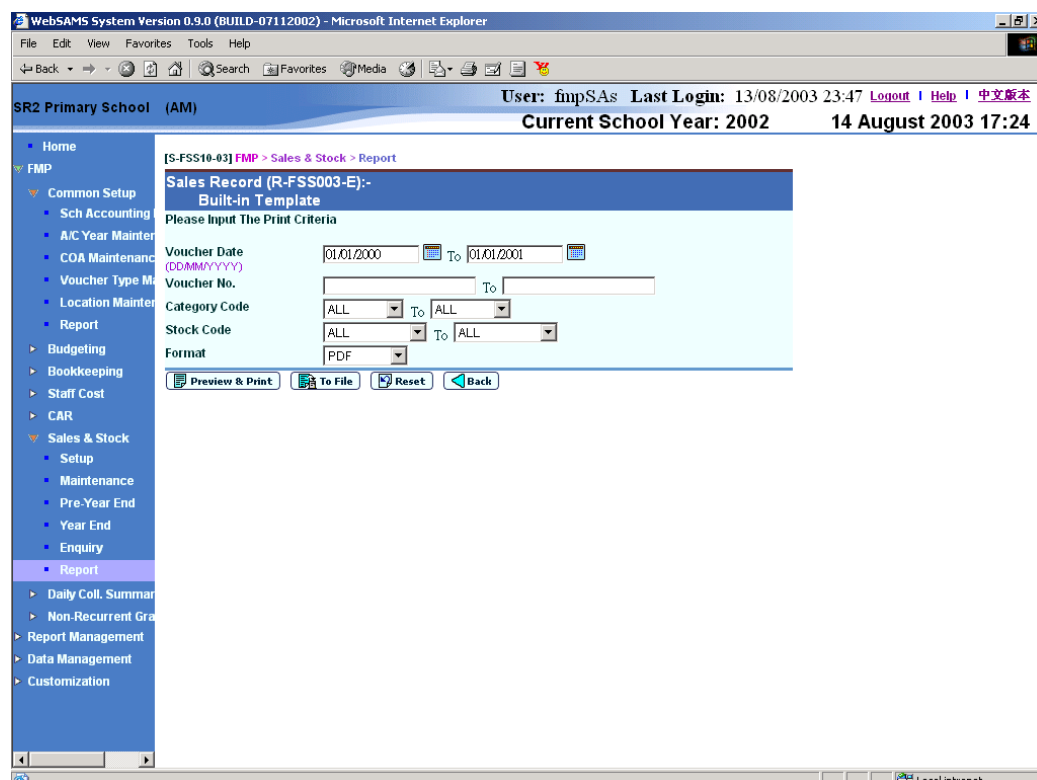 WebSAMS System Version 0.9.0 (BUILD-07112002) - Microsoft Internet Explorer
File Edit View Favorites Tools Help
Back Search Favorites Media
SR2 Primary School (AM)
User: fmpSAs Last Login: 13/08/2003 23:47 Logout | Help | 中文版本
Current School Year: 2002 14 August 2003 17:24
Home
FMP
Common Setup
Sch Accounting
A/C Year Mainter
COA Maintenanc
Voucher Type Ma
Location Mainter
Report
Budgeting
Bookkeeping
Staff Cost
CAR
Sales & Stock
Setup
Maintenance
Pre-Year End
Year End
Enquiry
Report
Daily Coll. Summar
Non-Recurrent Gra
Report Management
Data Management
Customization
[S-FSS10-03] FMP > Sales & Stock > Report
Sales Record (R-FSS003-E):-
Built-in Template
Please Input The Print Criteria
Voucher Date 01/01/2000 To 01/01/2001
(DD/MM/YYYY)
Voucher No. To
Category Code ALL To ALL
Stock Code ALL To ALL
Format PDF
Preview & Print To File Reset Back